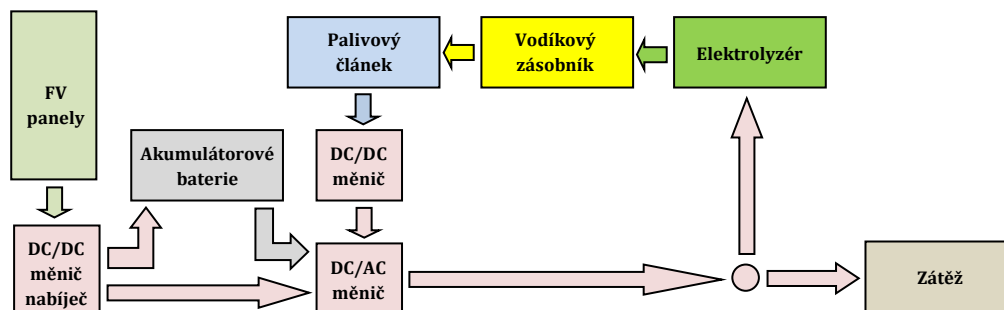 FV
panely
Palivový
článek
Vodíkový
zásobník
Elektrolyzér
Akumulátorové
baterie
DC/DC
měnič
DC/DC
měnič
nabíječ
DC/AC
měnič
Zátěž